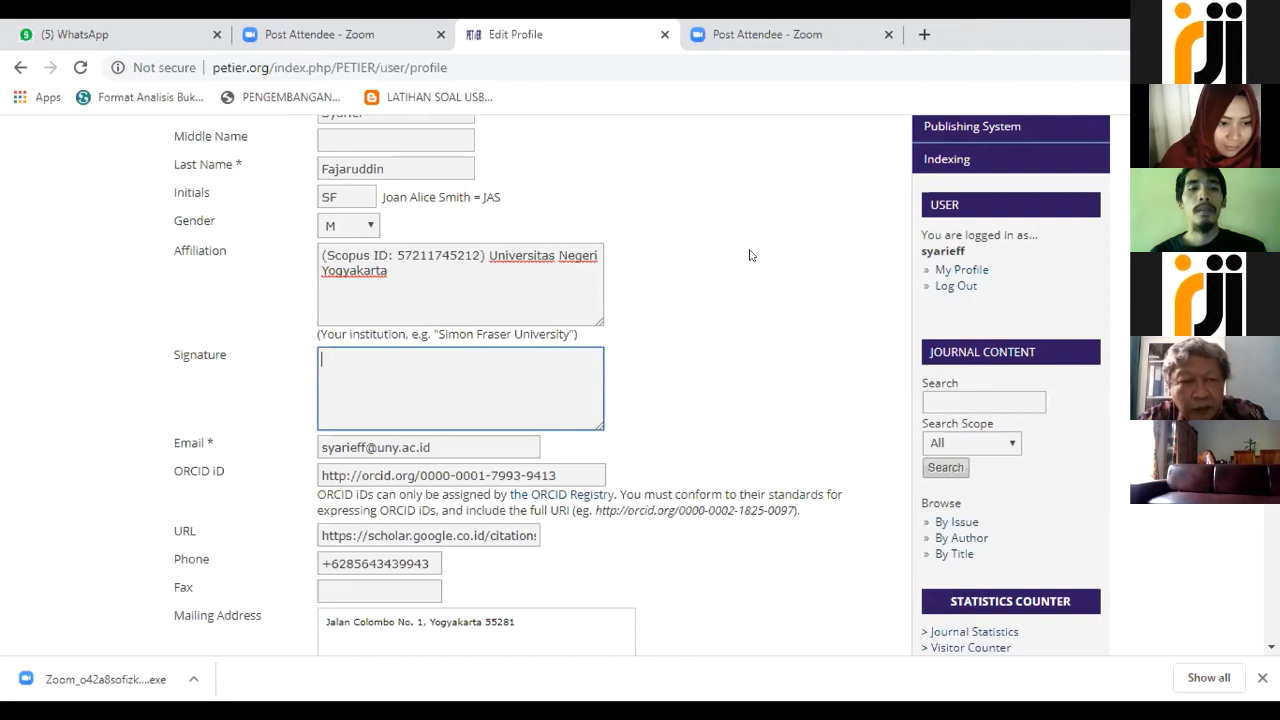 (5) WhatsApp
Post Attendee - Zoom
Edit Profile
Post Attendee - Zoom
Not secure petier.org/index.php/PETIER/user/profile
Apps Format Analisis Buk... PENGEMBANGAN... LATIHAN SOAL USB...
Middle Name
Last Name * Fajaruddin
Initials SF Joan Alice Smith = JAS
Gender M
Affiliation (Scopus ID: 57211745212) Universitas Negeri
Yogyakarta
(Your institution, e.g. "Simon Fraser University")
Signature
Email * syarieff@uny.ac.id
ORCID iD http://orcid.org/0000-0001-7993-9413
ORCID iDs can only be assigned by the ORCID Registry. You must conform to their standards for
expressing ORCID iDs, and include the full URI (eg. http://orcid.org/0000-0002-1825-0097).
URL https://scholar.google.co.id/citations
Phone +6285643439943
Fax
Mailing Address Jalan Colombo No. 1, Yogyakarta 55281
Publishing System
Indexing
USER
You are logged in as...
syarieff
» My Profile
» Log Out
JOURNAL CONTENT
Search
Search Scope
All
Search
Browse
» By Issue
» By Author
» By Title
STATISTICS COUNTER
> Journal Statistics
> Visitor Counter
Zoom_o42a8sofizk....exe
Show all